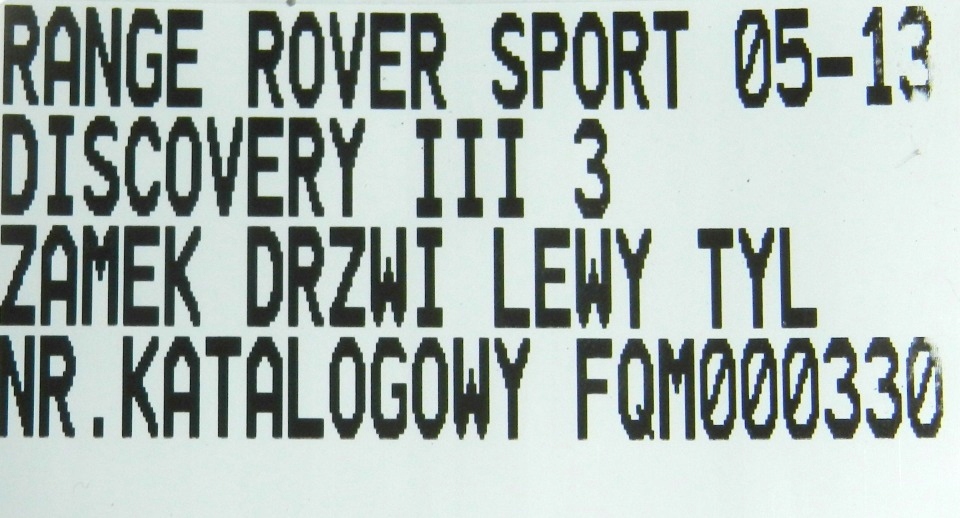 RANGE ROVER SPORT 05-13
DISCOVERY III 3
ZAMEK DRZWI LEWY TYL
NR.KATALOGOWY FQM000330